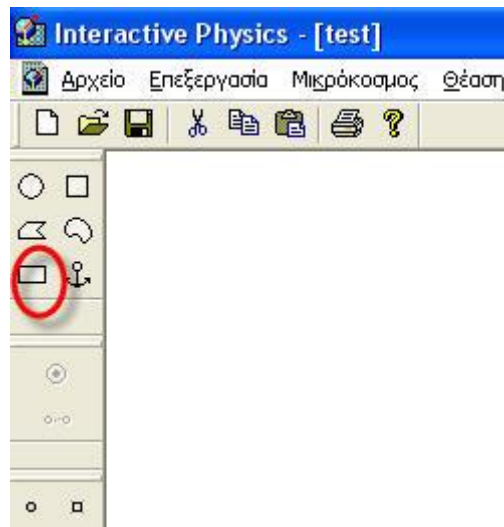 Interactive Physics - [test]
Αρχείο Επεξεργασία Μικρόκοσμος Θέαση